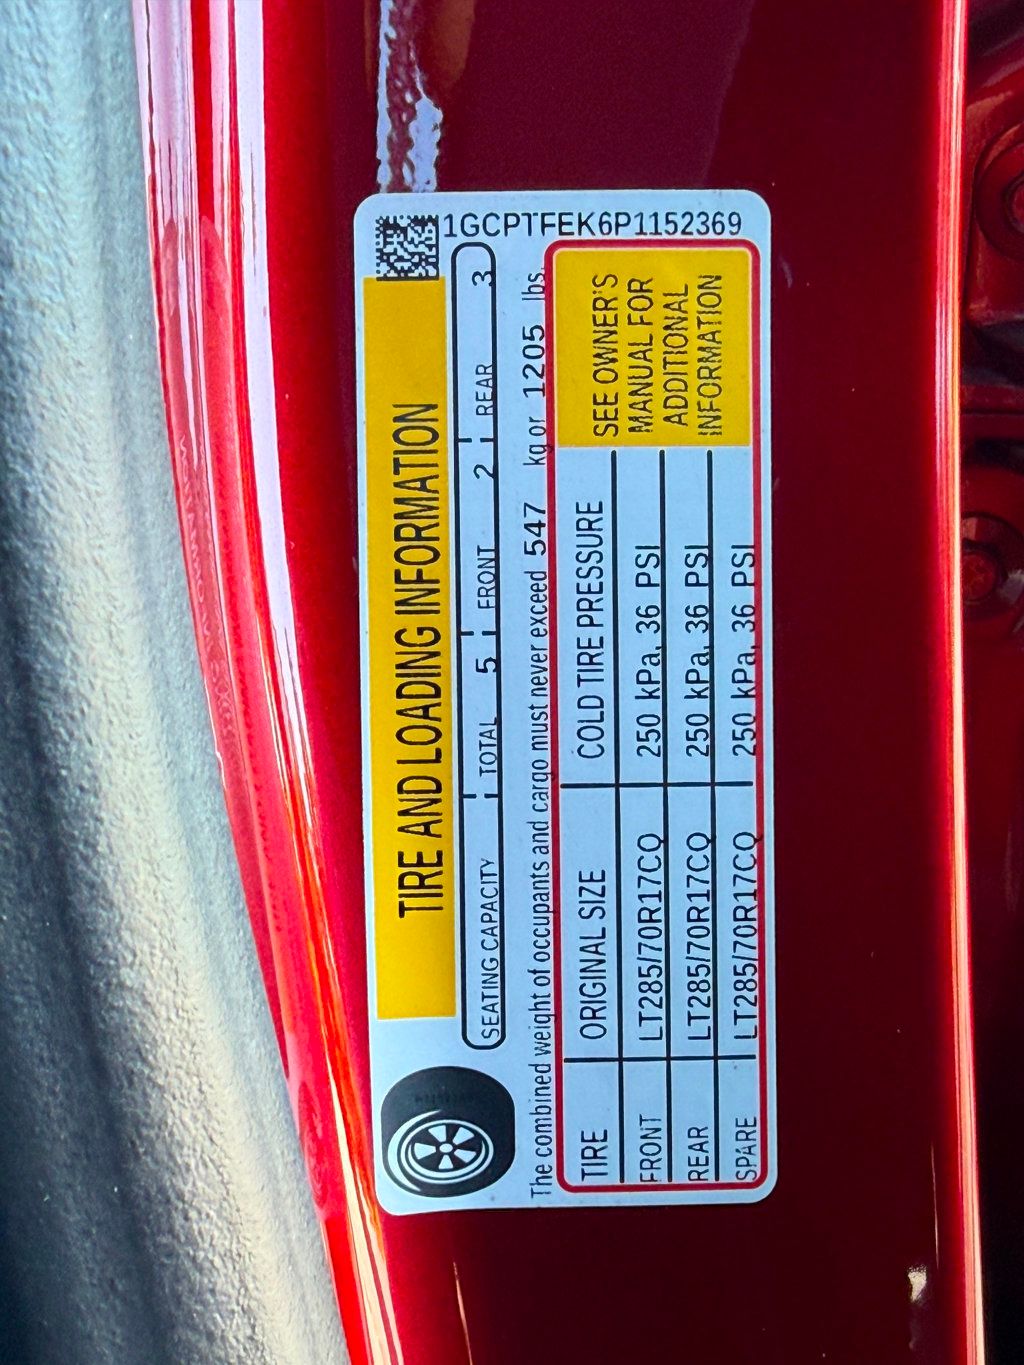 1GCPTFEK6P1152369
TIRE AND LOADING INFORMATION
SEATING CAPACITY TOTAL 5 FRONT 2 REAR 3
The combined weight of occupants and cargo must never exceed 547 kg or 1205 lbs.
TIRE ORIGINAL SIZE COLD TIRE PRESSURE
FRONT LT285/70R17CQ 250 kPa, 36 PSI
REAR LT285/70R17CQ 250 kPa, 36 PSI
SPARE LT285/70R17CQ 250 kPa, 36 PSI
SEE OWNER'S
MANUAL FOR
ADDITIONAL
INFORMATION